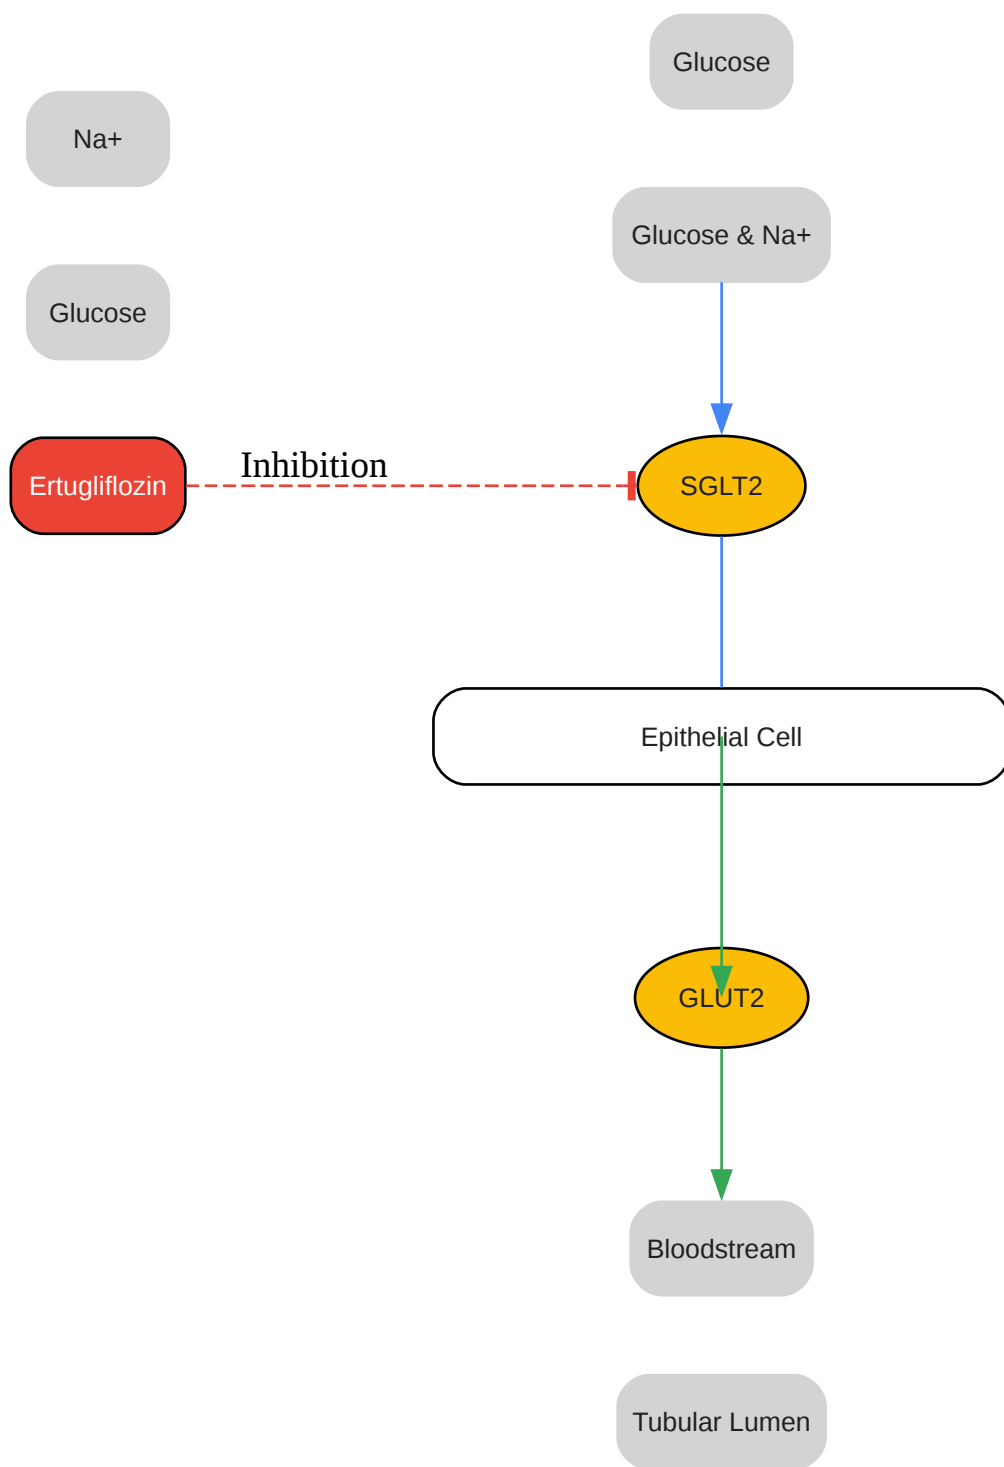 Glucose
Na+
Glucose & Na+
Glucose
Inhibition
Ertugliflozin
SGLT2
Epithelial Cell
GLUT2
Bloodstream
Tubular Lumen